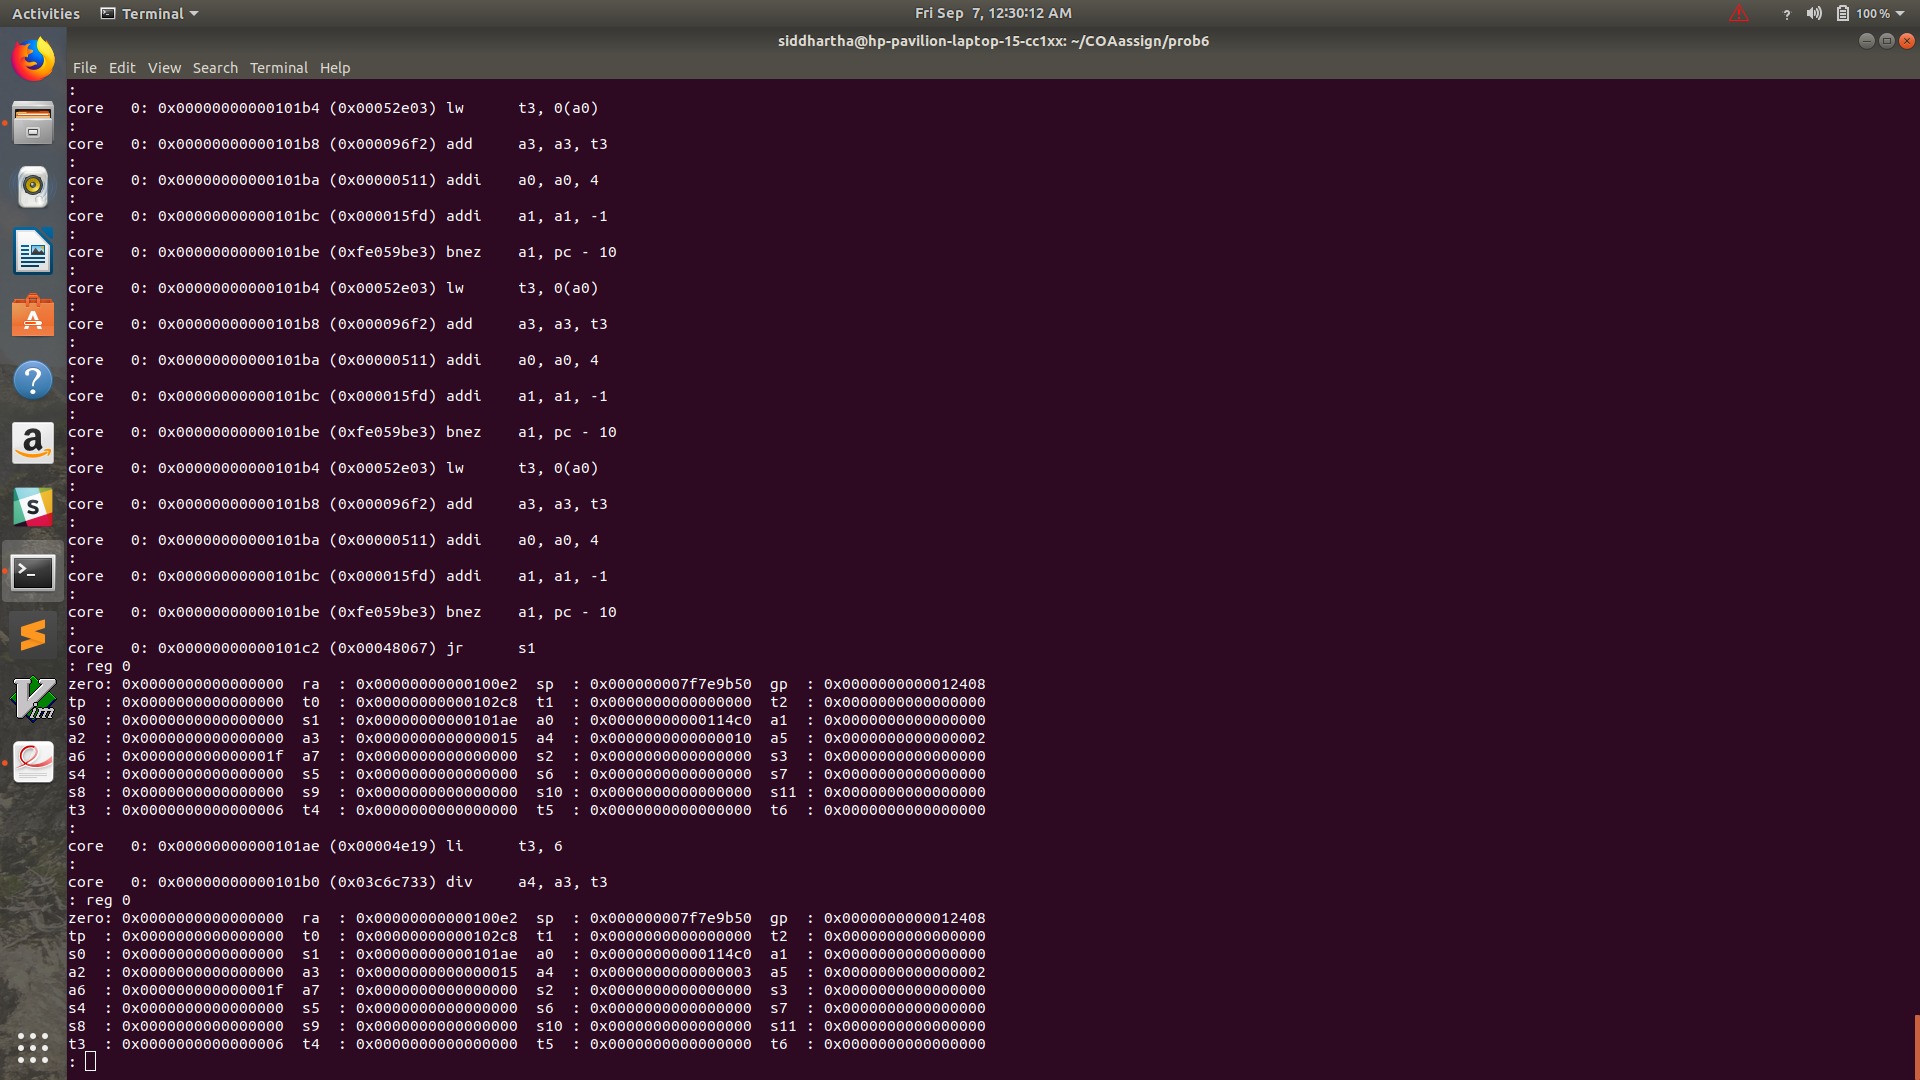 Activities Terminal Fri Sep 7, 12:30:12 AM ? 100%
siddhartha@hp-pavilion-laptop-15-cc1xx: ~/COAassign/prob6
File Edit View Search Terminal Help
:
core 0: 0x00000000000101b4 (0x00052e03) lw t3, 0(a0)
:
core 0: 0x00000000000101b8 (0x000096f2) add a3, a3, t3
:
core 0: 0x00000000000101ba (0x00000511) addi a0, a0, 4
:
core 0: 0x00000000000101bc (0x000015fd) addi a1, a1, -1
:
core 0: 0x00000000000101be (0xfe059be3) bnez a1, pc - 10
:
core 0: 0x00000000000101b4 (0x00052e03) lw t3, 0(a0)
:
core 0: 0x00000000000101b8 (0x000096f2) add a3, a3, t3
:
core 0: 0x00000000000101ba (0x00000511) addi a0, a0, 4
:
core 0: 0x00000000000101bc (0x000015fd) addi a1, a1, -1
:
core 0: 0x00000000000101be (0xfe059be3) bnez a1, pc - 10
:
core 0: 0x00000000000101b4 (0x00052e03) lw t3, 0(a0)
:
core 0: 0x00000000000101b8 (0x000096f2) add a3, a3, t3
:
core 0: 0x00000000000101ba (0x00000511) addi a0, a0, 4
:
core 0: 0x00000000000101bc (0x000015fd) addi a1, a1, -1
:
core 0: 0x00000000000101be (0xfe059be3) bnez a1, pc - 10
:
core 0: 0x00000000000101c2 (0x00048067) jr s1
: reg 0
zero: 0x0000000000000000 ra : 0x00000000000100e2 sp : 0x000000007f7e9b50 gp : 0x0000000000012408
tp : 0x0000000000000000 t0 : 0x00000000000102c8 t1 : 0x0000000000000000 t2 : 0x0000000000000000
s0 : 0x0000000000000000 s1 : 0x00000000000101ae a0 : 0x00000000000114c0 a1 : 0x0000000000000000
a2 : 0x0000000000000000 a3 : 0x0000000000000015 a4 : 0x0000000000000010 a5 : 0x0000000000000002
a6 : 0x000000000000001f a7 : 0x0000000000000000 s2 : 0x0000000000000000 s3 : 0x0000000000000000
s4 : 0x0000000000000000 s5 : 0x0000000000000000 s6 : 0x0000000000000000 s7 : 0x0000000000000000
s8 : 0x0000000000000000 s9 : 0x0000000000000000 s10 : 0x0000000000000000 s11 : 0x0000000000000000
t3 : 0x0000000000000006 t4 : 0x0000000000000000 t5 : 0x0000000000000000 t6 : 0x0000000000000000
:
core 0: 0x00000000000101ae (0x00004e19) li t3, 6
:
core 0: 0x00000000000101b0 (0x03c6c733) div a4, a3, t3
: reg 0
zero: 0x0000000000000000 ra : 0x00000000000100e2 sp : 0x000000007f7e9b50 gp : 0x0000000000012408
tp : 0x0000000000000000 t0 : 0x00000000000102c8 t1 : 0x0000000000000000 t2 : 0x0000000000000000
s0 : 0x0000000000000000 s1 : 0x00000000000101ae a0 : 0x00000000000114c0 a1 : 0x0000000000000000
a2 : 0x0000000000000000 a3 : 0x0000000000000015 a4 : 0x0000000000000003 a5 : 0x0000000000000002
a6 : 0x000000000000001f a7 : 0x0000000000000000 s2 : 0x0000000000000000 s3 : 0x0000000000000000
s4 : 0x0000000000000000 s5 : 0x0000000000000000 s6 : 0x0000000000000000 s7 : 0x0000000000000000
s8 : 0x0000000000000000 s9 : 0x0000000000000000 s10 : 0x0000000000000000 s11 : 0x0000000000000000
t3 : 0x0000000000000006 t4 : 0x0000000000000000 t5 : 0x0000000000000000 t6 : 0x0000000000000000
: